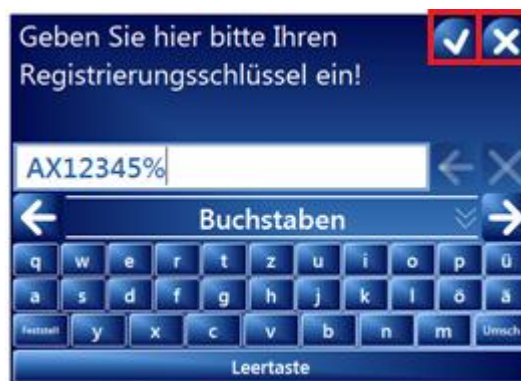 Geben Sie hier bitte Ihren
Registrierungsschlüssel ein!
AX12345%
Buchstaben
q w e r t z u i o p ü
a s d f g h j k l ö ä
Feststell y x c v b n m Umsch
Leertaste